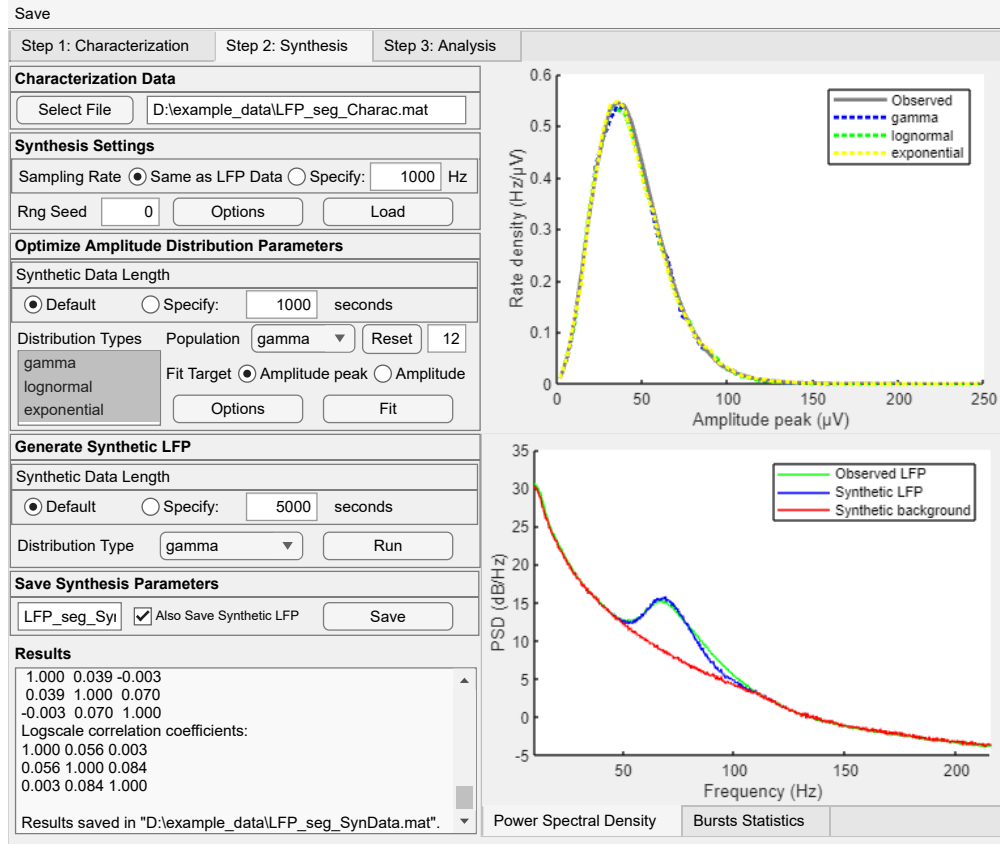 Save
Step 1: Characterization
Step 2: Synthesis
Step 3: Analysis
Characterization Data
Select File
D:\example_data\LFP_seg_Charac.mat
Synthesis Settings
Sampling Rate Same as LFP Data Specify: 1000 Hz
Rng Seed 0 Options Load
Optimize Amplitude Distribution Parameters
Synthetic Data Length
Default Specify: 1000 seconds
Distribution Types Population gamma Reset 12
gamma
lognormal
exponential
Fit Target Amplitude peak Amplitude
Options Fit
Generate Synthetic LFP
Synthetic Data Length
Default Specify: 5000 seconds
Distribution Type gamma Run
Save Synthesis Parameters
LFP_seg_Syn Also Save Synthetic LFP Save
Results
1.000 0.039 -0.003
0.039 1.000 0.070
-0.003 0.070 1.000
Logscale correlation coefficients:
1.000 0.056 0.003
0.056 1.000 0.084
0.003 0.084 1.000
Results saved in "D:\example_data\LFP_seg_SynData.mat".
0.6
0.5
0.4
0.3
0.2
0.1
0
Rate density (Hz/μV)
0 50 100 150 200 250
Amplitude peak (μV)
Observed
gamma
lognormal
exponential
35
30
25
20
15
10
5
0
-5
PSD (dB/Hz)
50 100 150 200
Frequency (Hz)
Observed LFP
Synthetic LFP
Synthetic background
Power Spectral Density
Bursts Statistics